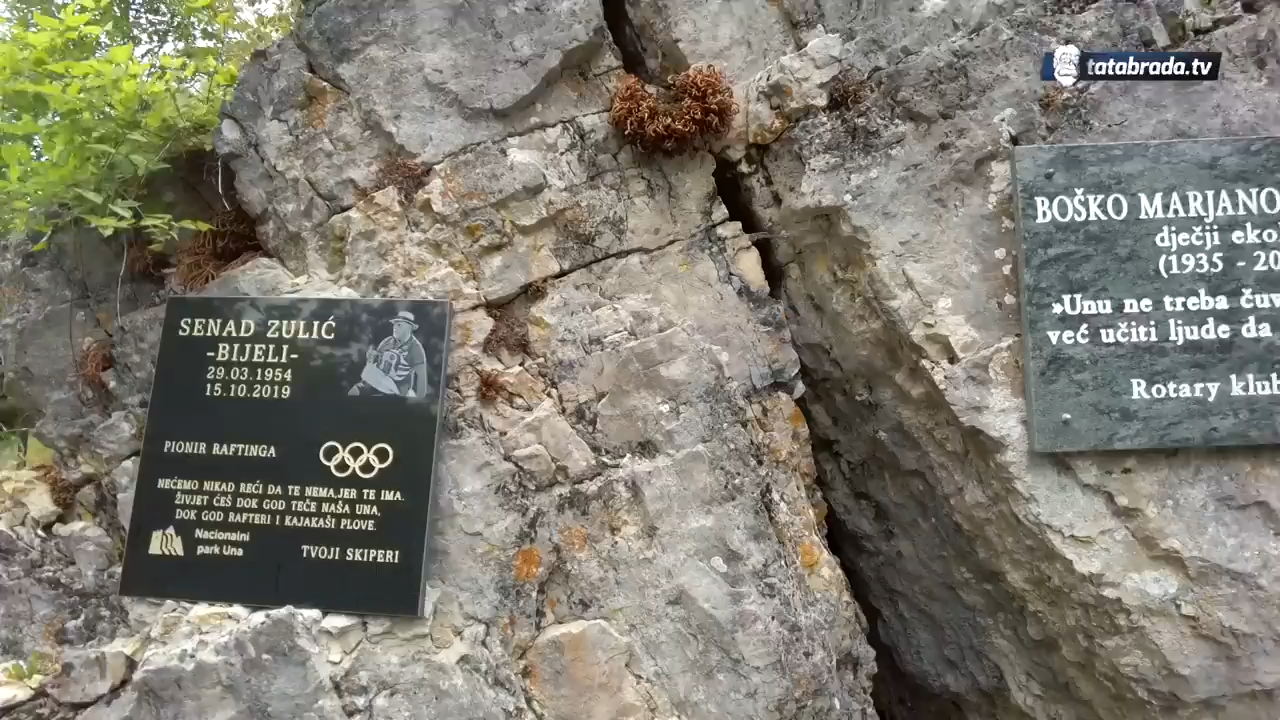 tatabrada.tv
SENAD ZULIĆ
-BIJELI-
29.03.1954
15.10.2019
PIONIR RAFTINGA
NEĆEMO NIKAD REĆI DA TE NEMA,JER TE IMA.
ŽIVJET ĆEŠ DOK GOD TEČE NAŠA UNA,
DOK GOD RAFTERI I KAJAKAŠI PLOVE.
Nacionalni
park Una
TVOJI SKIPERI
BOŠKO MARJANO
dječji eko
(1935 - 20
»Unu ne treba čuv
već učiti ljude da
Rotary klub